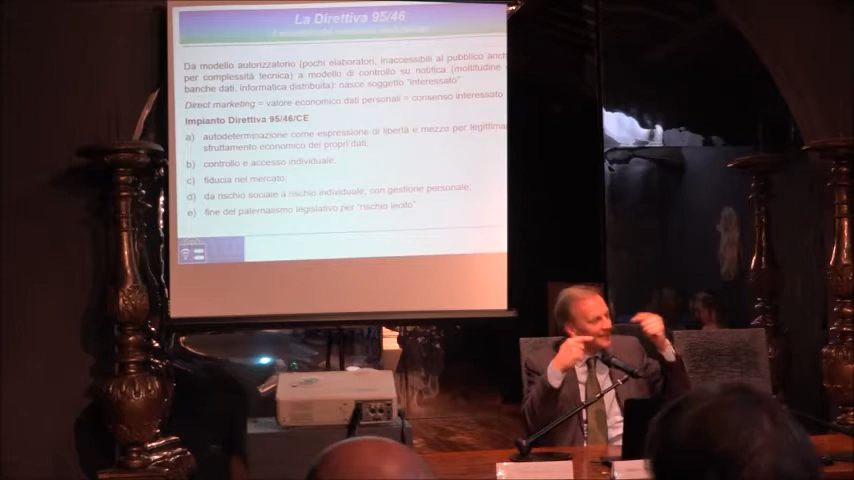 La Direttiva 95/46
Da modello autorizzatorio (pochi elaboratori, inaccessibili al pubblico anche
per complessità tecnica) a modello di controllo su notifica (moltitudine
banche dati, informatica distribuita): nasce soggetto "interessato"
Direct marketing = valore economico dati personali = consenso interessato
Impianto Direttiva 95/46/CE
a) autodeterminazione come espressione di libertà e mezzo per legittima
sfruttamento economico dei propri dati;
b) controllo e accesso individuale;
c) fiducia nel mercato;
d) da rischio sociale a rischio individuale, con gestione personale;
e) fine del paternalismo legislativo per "rischio lecito"